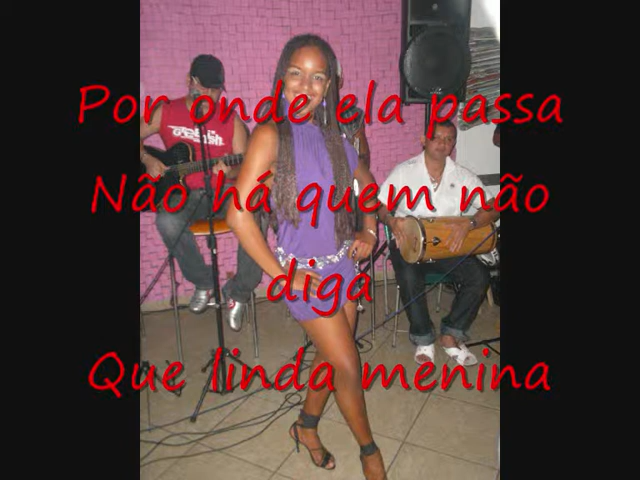 Por onde ela passa
Não há quem não
diga
Que linda menina